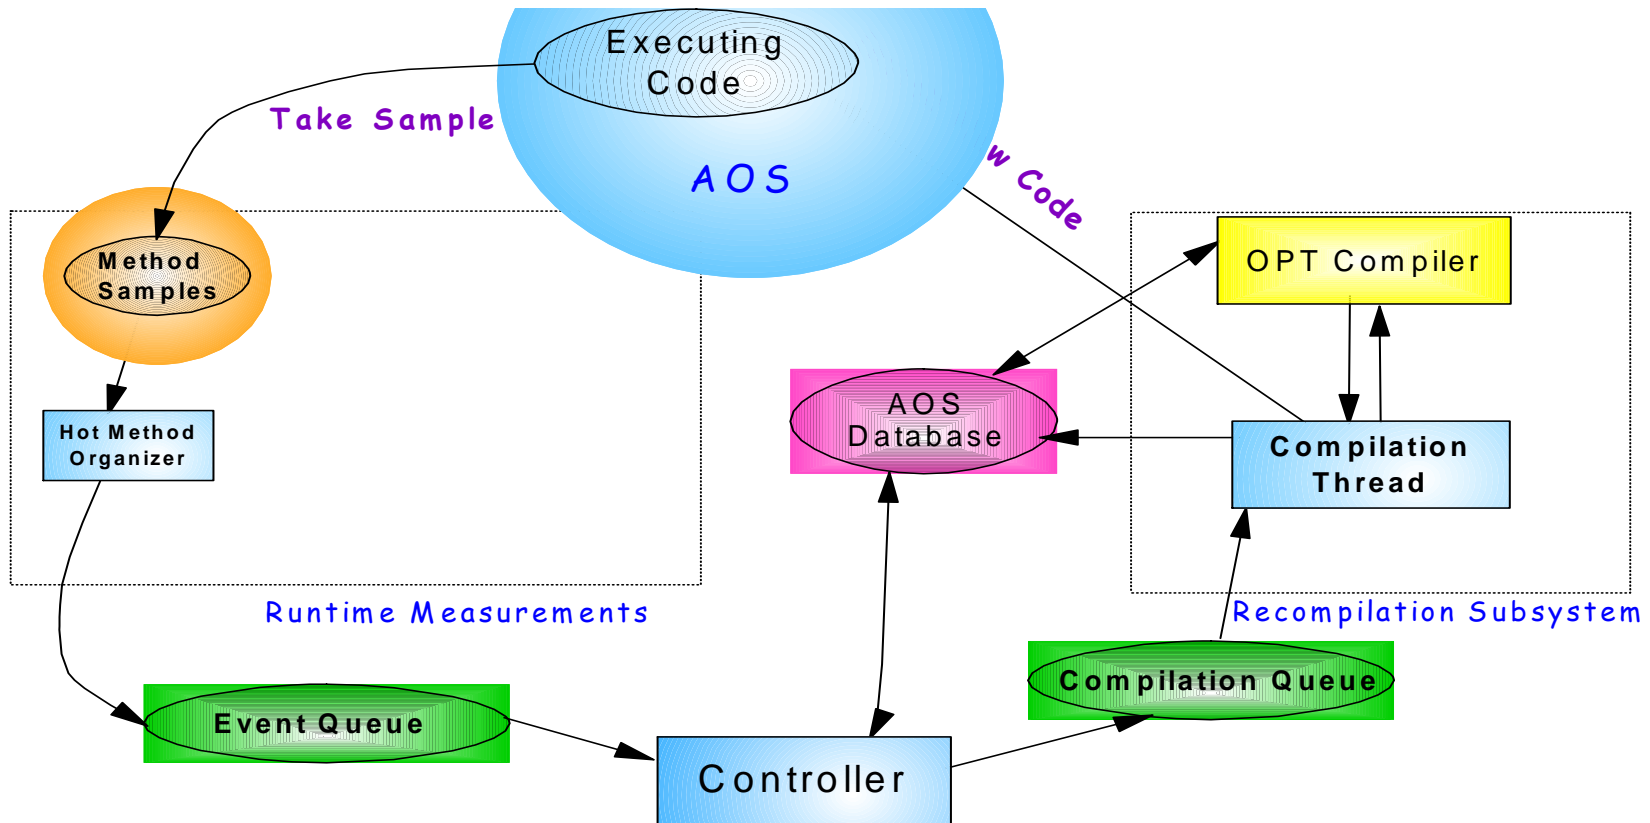 Executing
Code
Take Sample
AOS
w Code
Method
Samples
OPT Compiler
Hot Method
Organizer
AOS
Database
Compilation
Thread
Runtime Measurements
Recompilation Subsystem
Event Queue
Compilation Queue
Controller